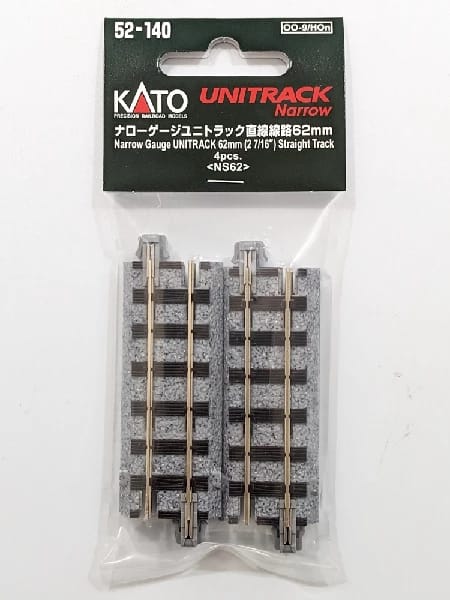 52-140
OO-9/HOn
KATO
PRECISION RAILROAD MODELS
UNITRACK
Narrow
ナローゲージユニトラック直線線路62mm
Narrow Gauge UNITRACK 62mm (2 7/16") Straight Track
4pcs.
<NS62>